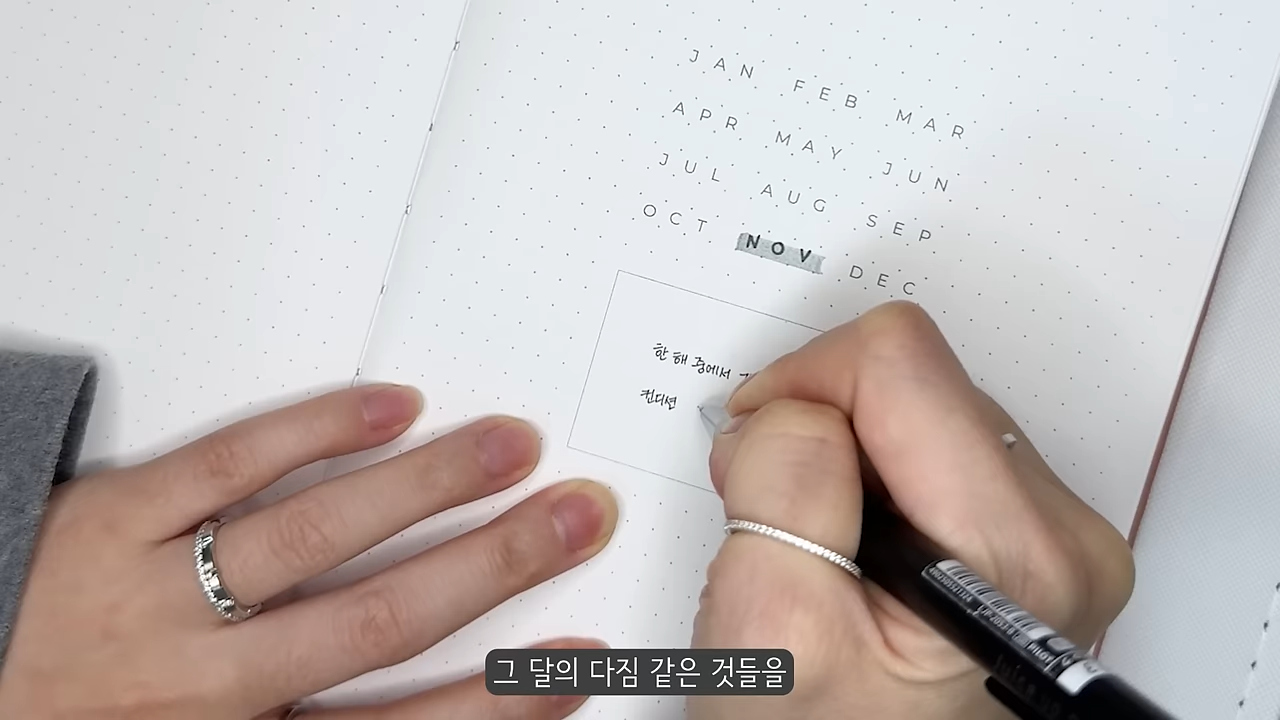 JAN FEB MAR
APR MAY JUN
JUL AUG SEP
OCT NOV DEC
한 해 중에서
컨디션
그 달의 다짐 같은 것들을